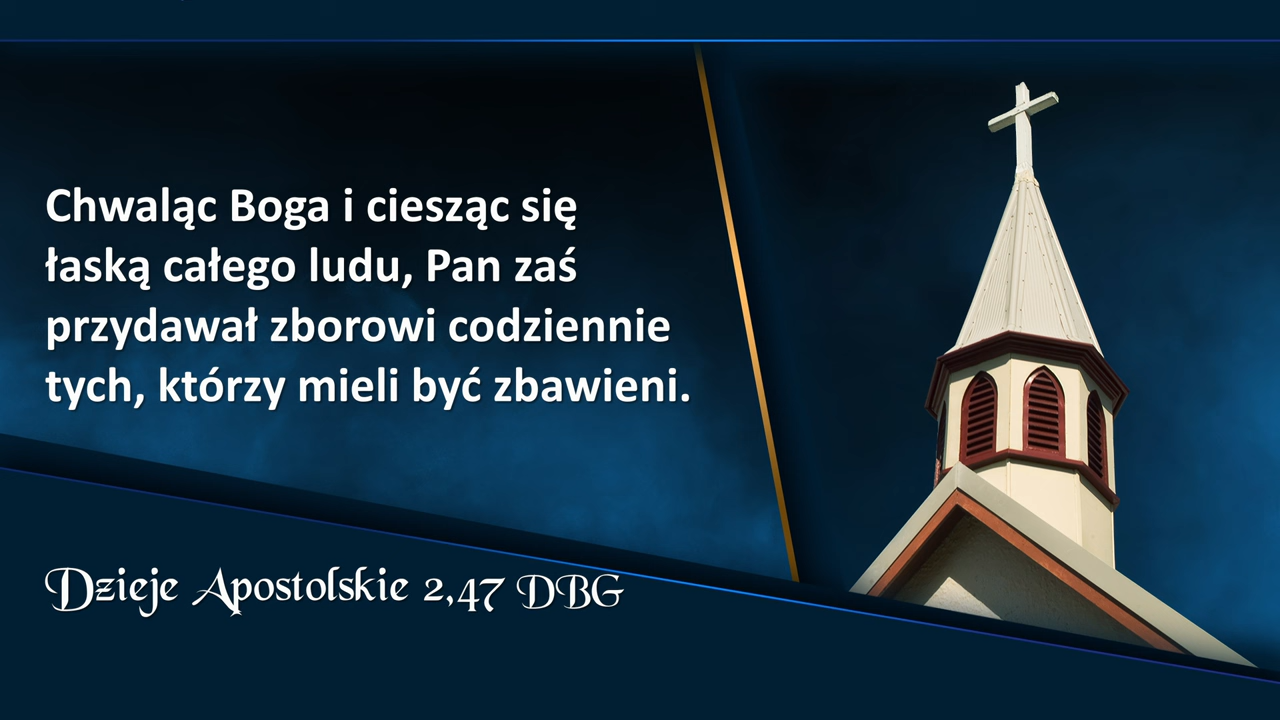 Chwaląc Boga i ciesząc się
łaską całego ludu, Pan zaś
przydawał zborowi codziennie
tych, którzy mieli być zbawieni.
Dzieje Apostolskie 2,47 DBG